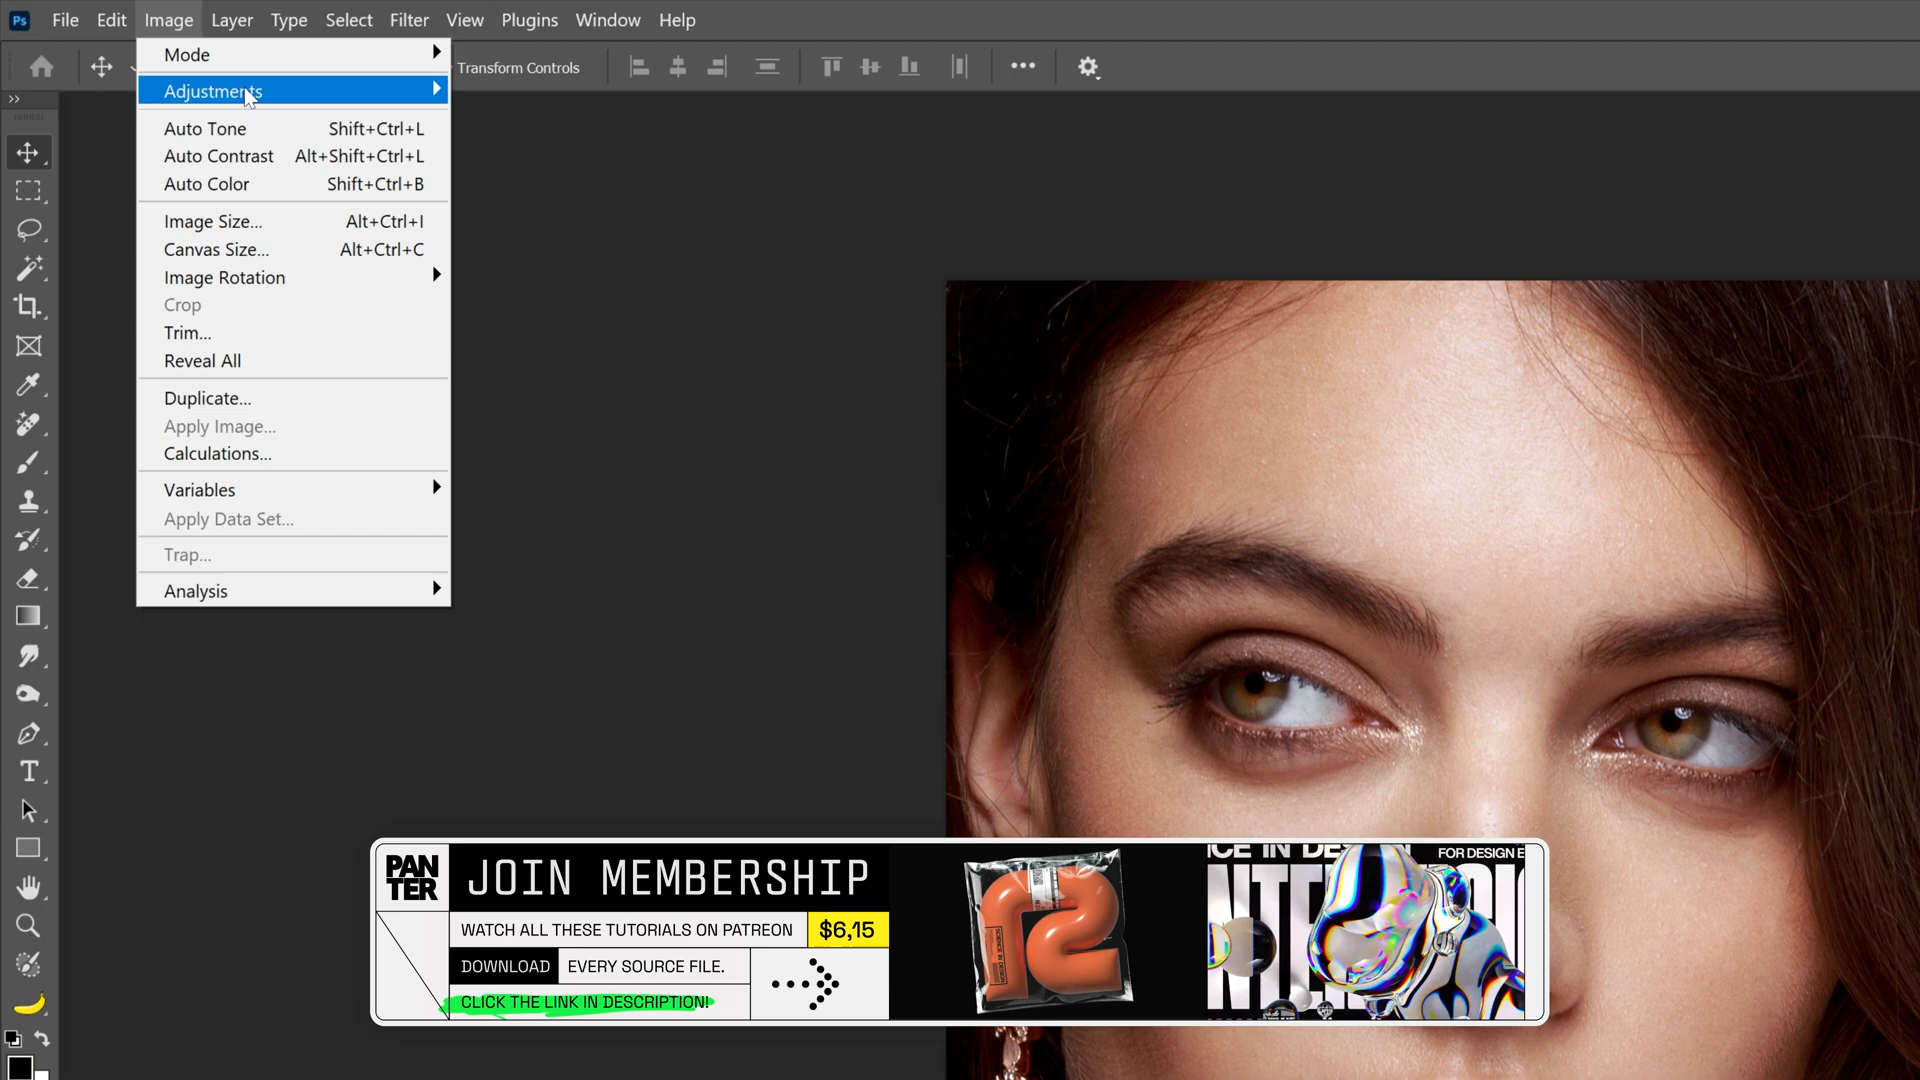 Ps File Edit Image Layer Type Select Filter View Plugins Window Help
Transform Controls
Mode
Adjustments
Auto Tone Shift+Ctrl+L
Auto Contrast Alt+Shift+Ctrl+L
Auto Color Shift+Ctrl+B
Image Size... Alt+Ctrl+I
Canvas Size... Alt+Ctrl+C
Image Rotation
Crop
Trim...
Reveal All
Duplicate...
Apply Image...
Calculations...
Variables
Apply Data Set...
Trap...
Analysis
PAN
TER
JOIN MEMBERSHIP
WATCH ALL THESE TUTORIALS ON PATREON $6,15
DOWNLOAD EVERY SOURCE FILE.
CLICK THE LINK IN DESCRIPTION!
SCIENCE IN DESIGN
FOR DESIGN E